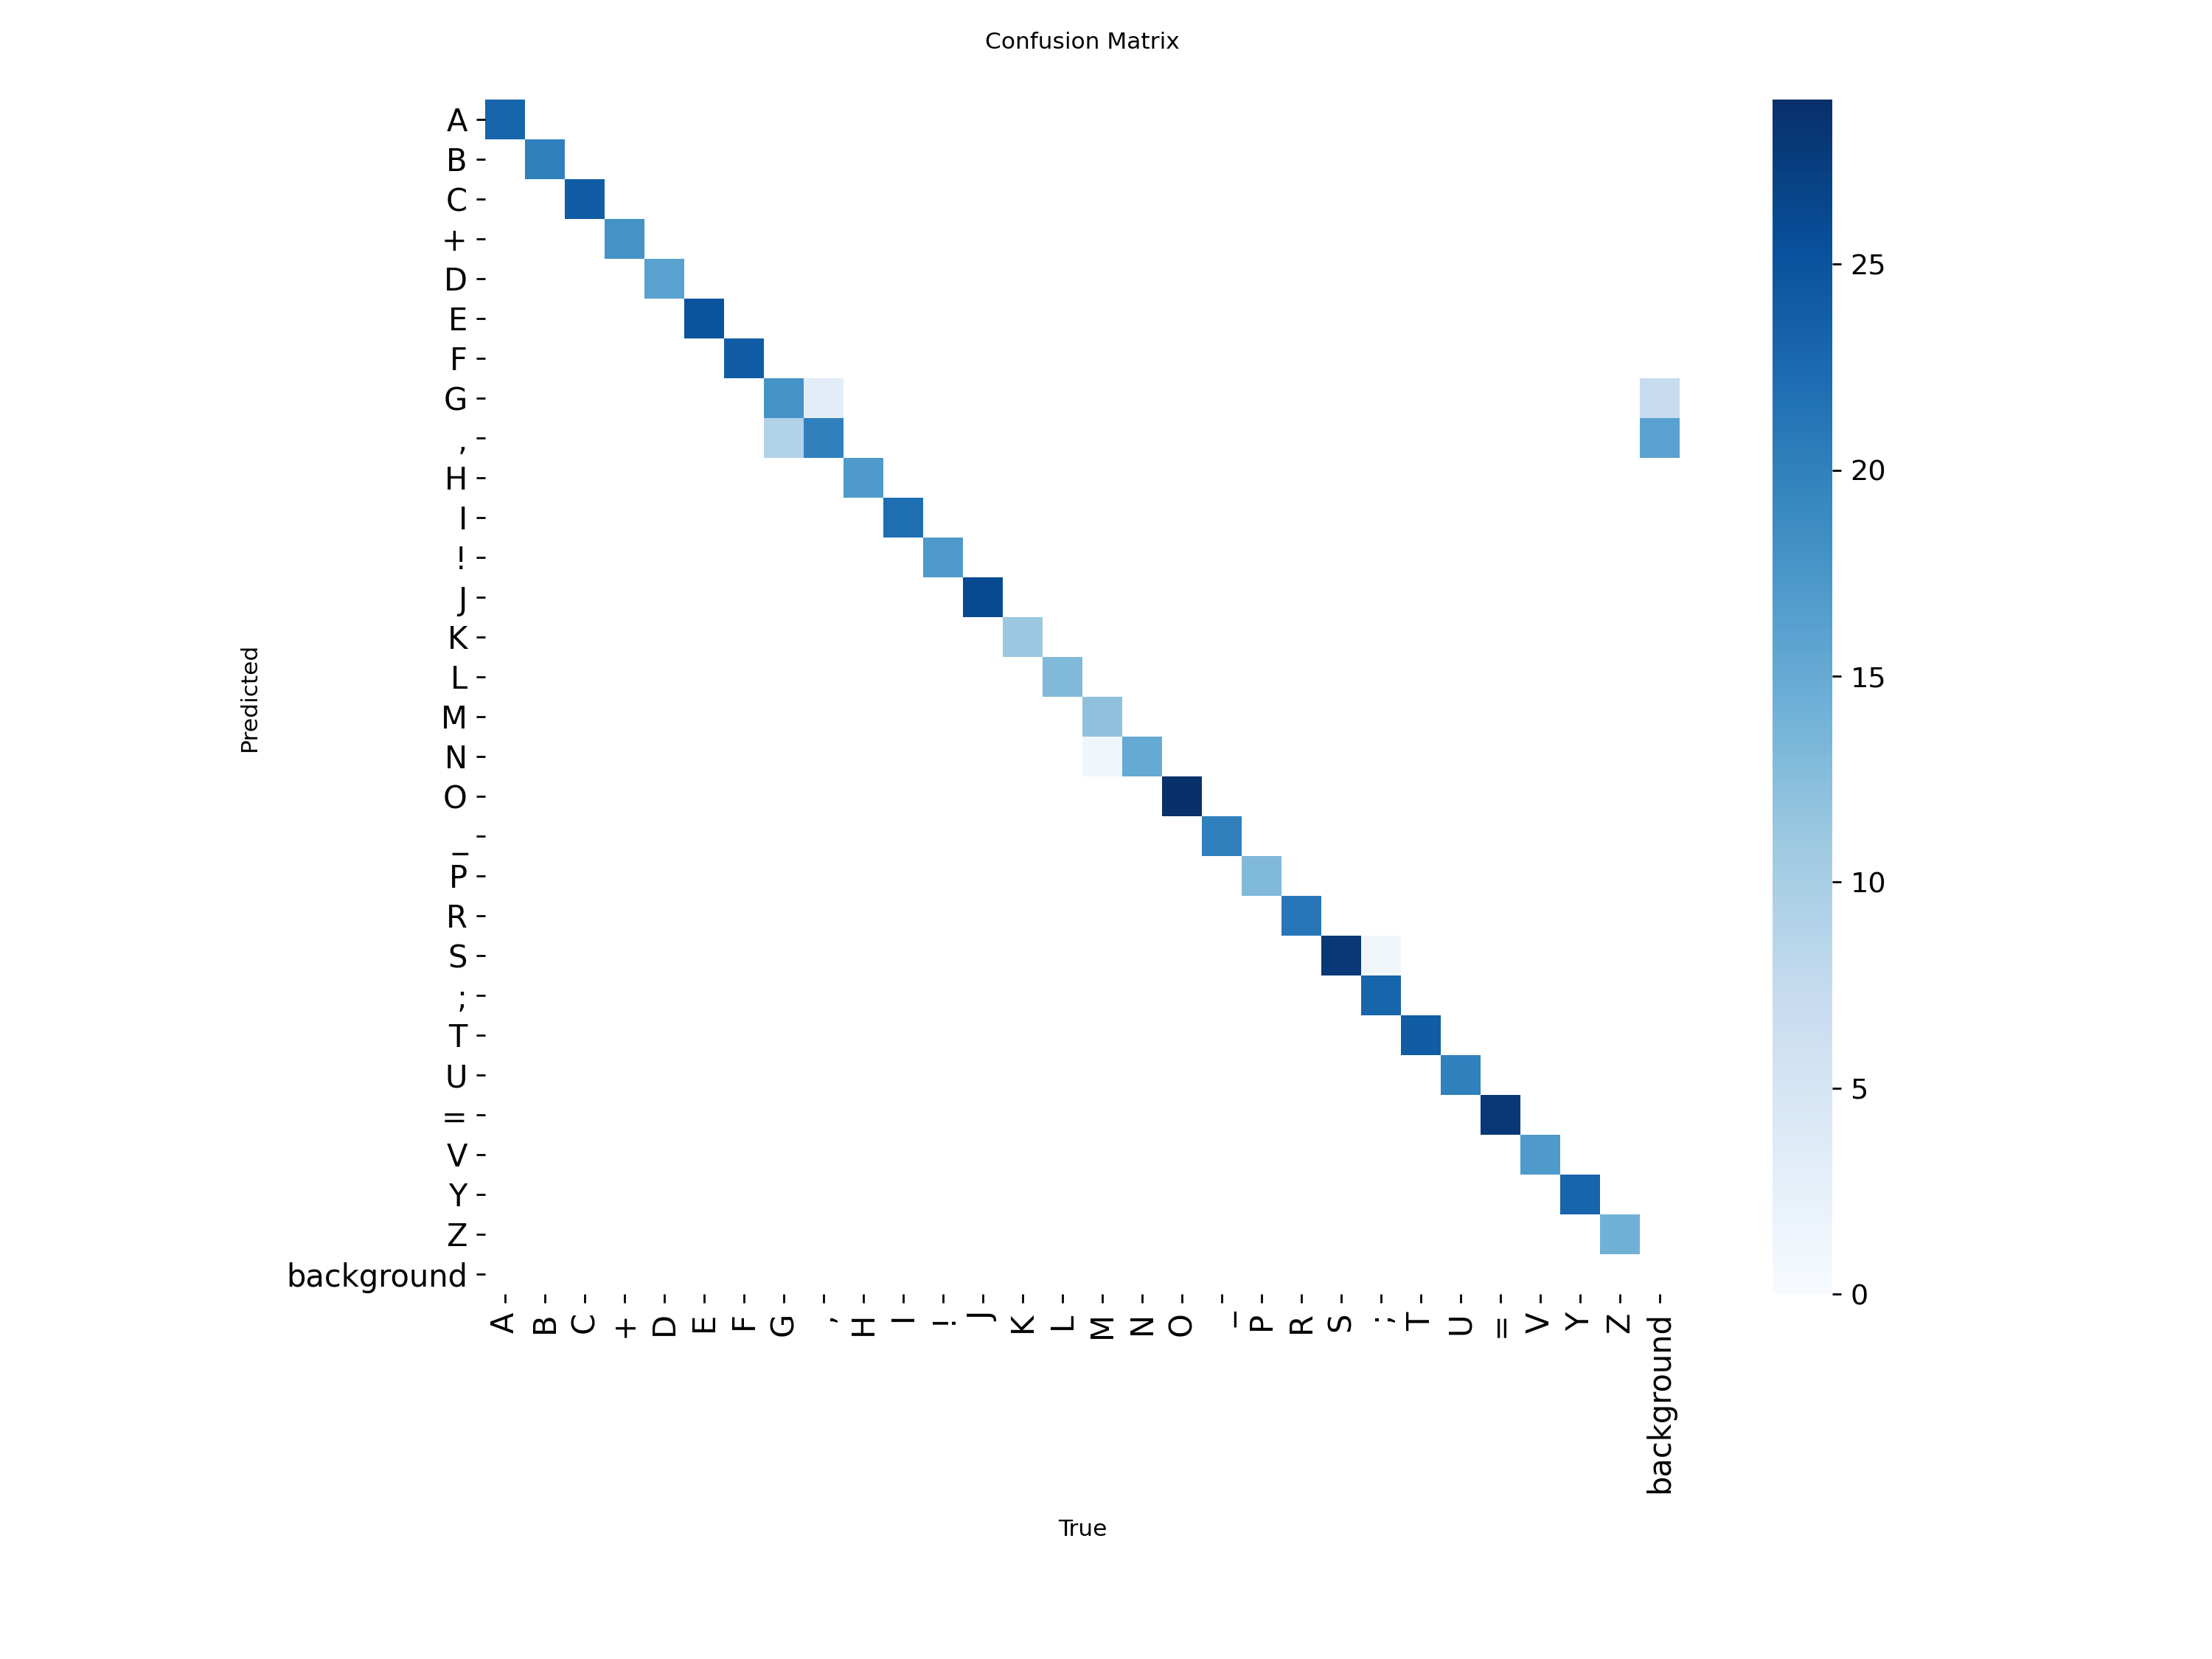 Confusion Matrix
A
B
C
+
D
E
F
G
,
H
I
!
J
K
L
M
N
O
_
P
R
S
;
T
U
=
V
Y
Z
background
Predicted
A B C + D E F G , H I ! J K L M N O _ P R S ; T U = V Y Z background
True
25
20
15
10
5
0